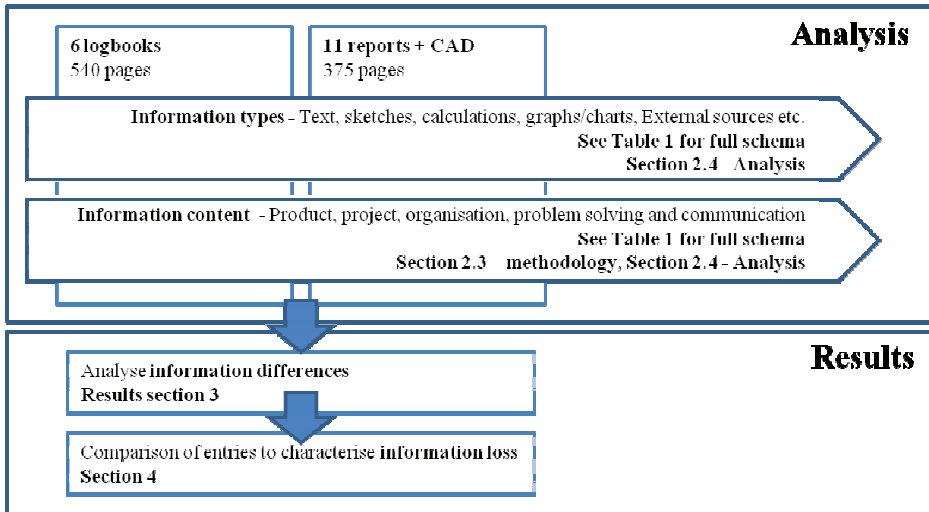 Analysis
6 logbooks
540 pages
11 reports + CAD
375 pages
Information types - Text, sketches, calculations, graphs/charts, External sources etc.
See Table 1 for full schema
Section 2.4 - Analysis
Information content - Product, project, organisation, problem solving and communication
See Table 1 for full schema
Section 2.3 methodology, Section 2.4 - Analysis
Results
Analyse information differences
Results section 3
Comparison of entries to characterise information loss
Section 4